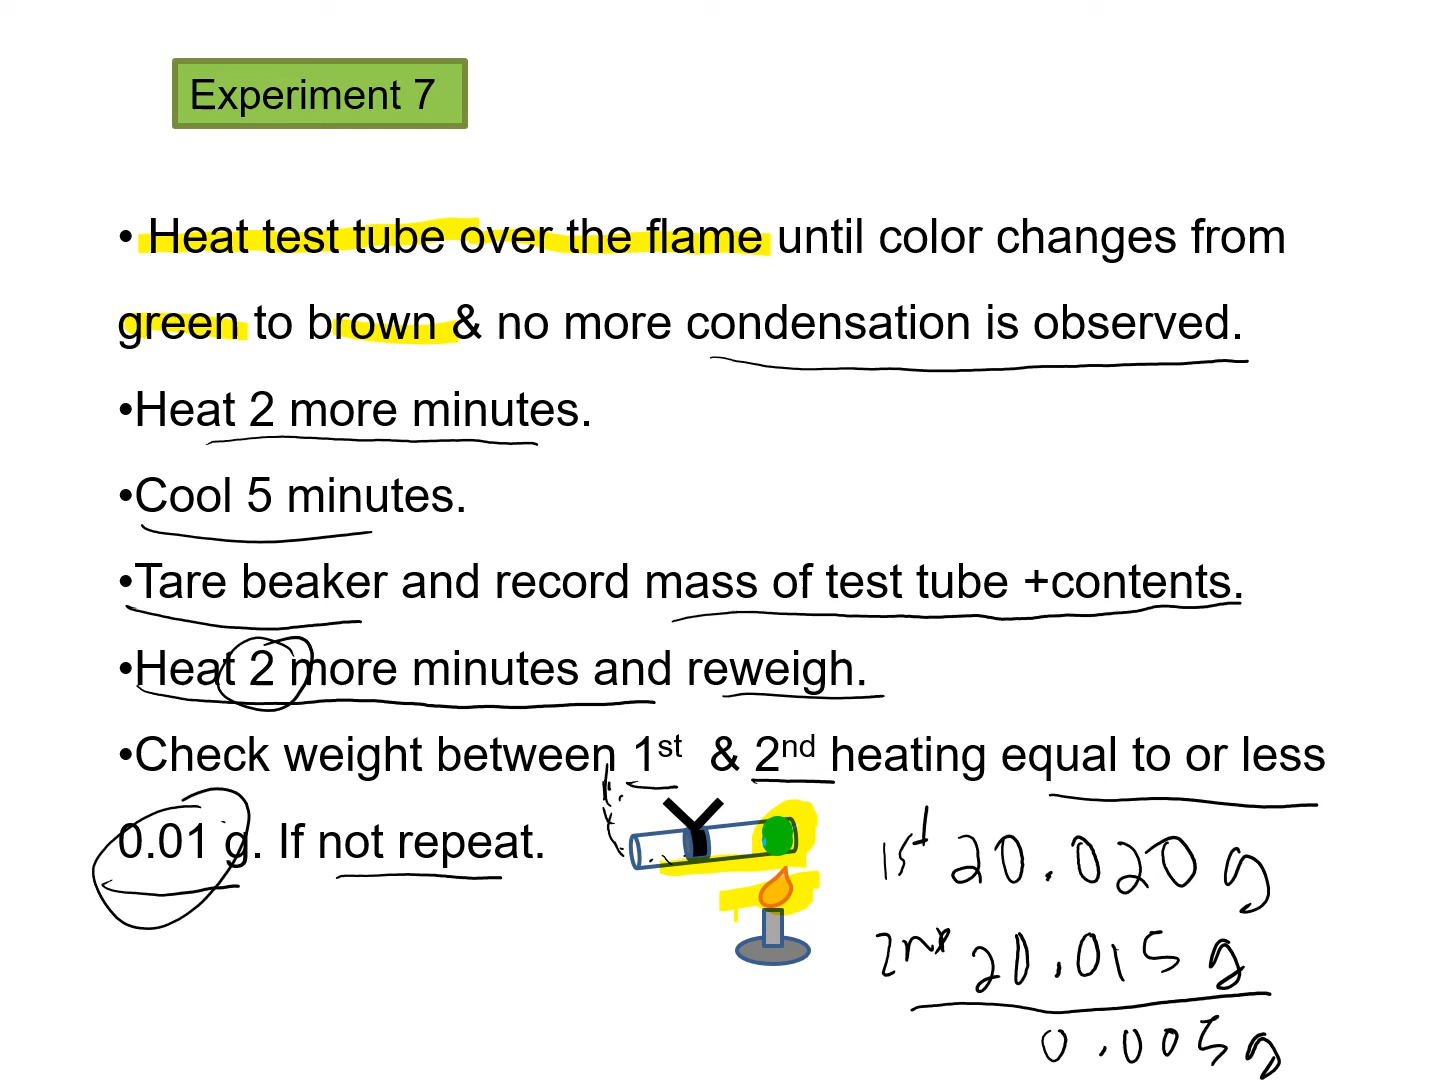 Experiment 7
• Heat test tube over the flame until color changes from
green to brown & no more condensation is observed.
•Heat 2 more minutes.
•Cool 5 minutes.
•Tare beaker and record mass of test tube +contents.
•Heat 2 more minutes and reweigh.
•Check weight between 1st & 2nd heating equal to or less
0.01 g. If not repeat.
1st 20.020 g
2nd 20.015 g
0.005 g